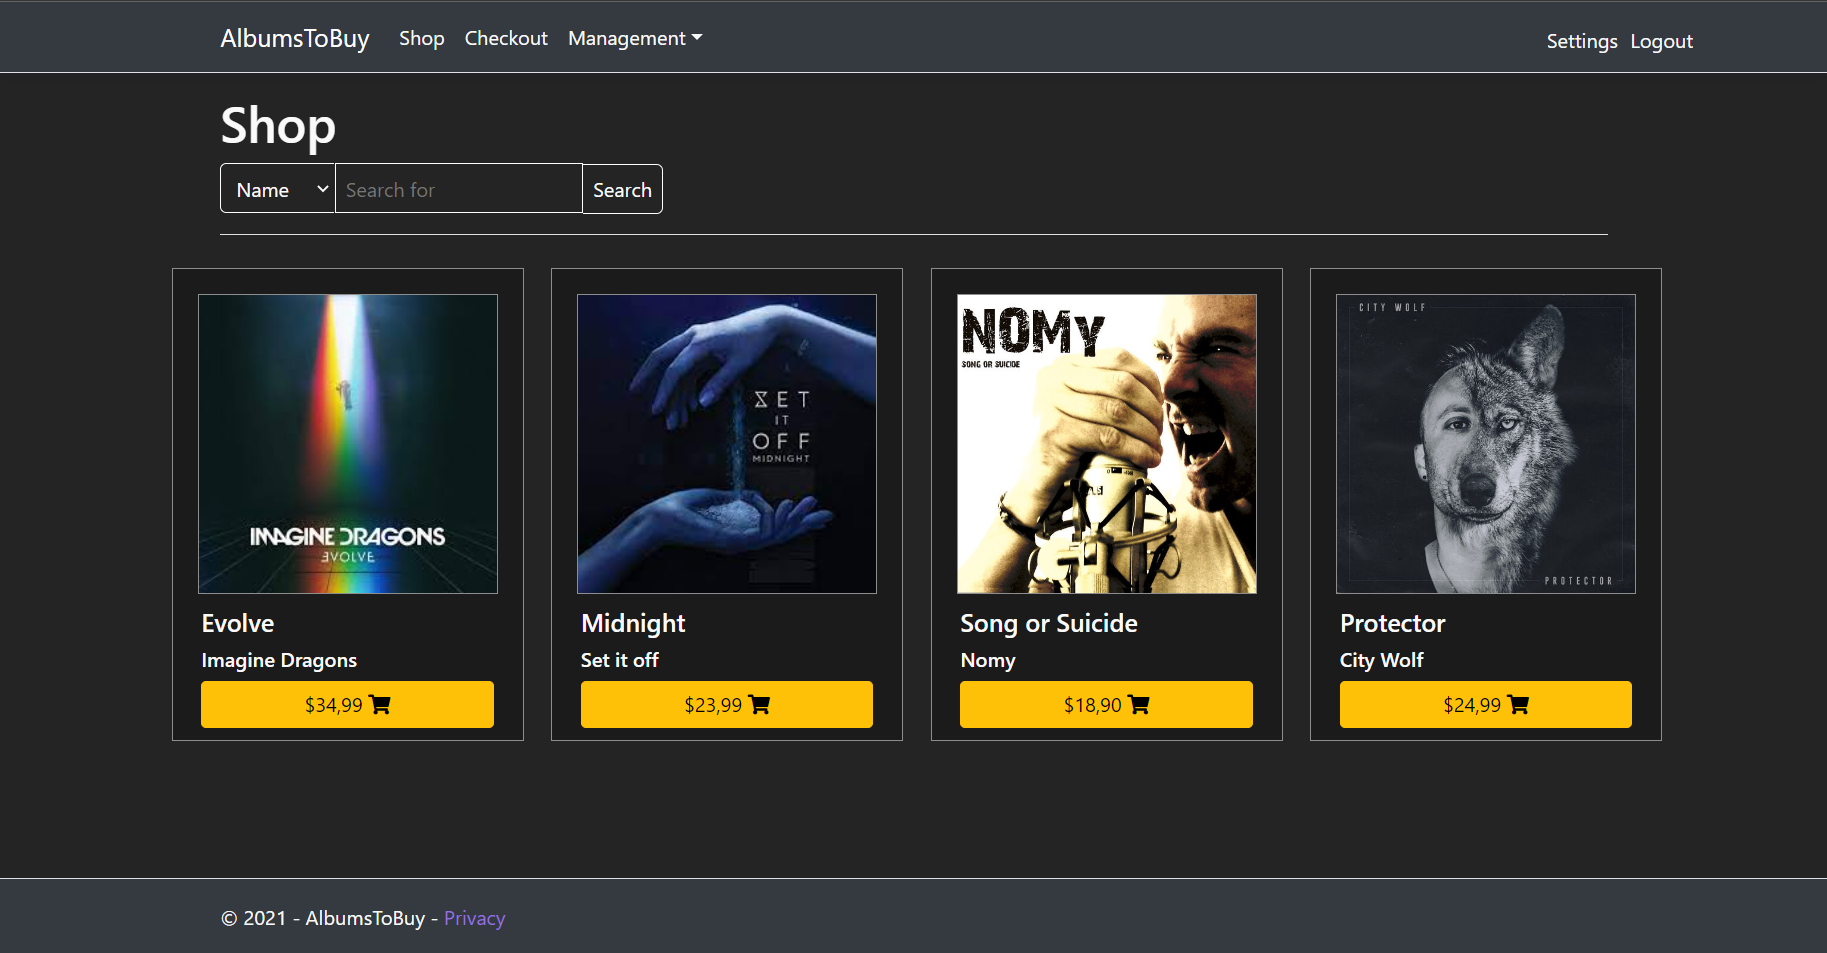 AlbumsToBuy Shop Checkout Management Settings Logout
Shop
Name Search for Search
IMAGINE DRAGONS
EVOLVE
SET
IT
OFF
MIDNIGHT
NOMY
SONG OR SUICIDE
CITY WOLF
PROTECTOR
Evolve
Imagine Dragons
$34,99
Midnight
Set it off
$23,99
Song or Suicide
Nomy
$18,90
Protector
City Wolf
$24,99
© 2021 - AlbumsToBuy - Privacy